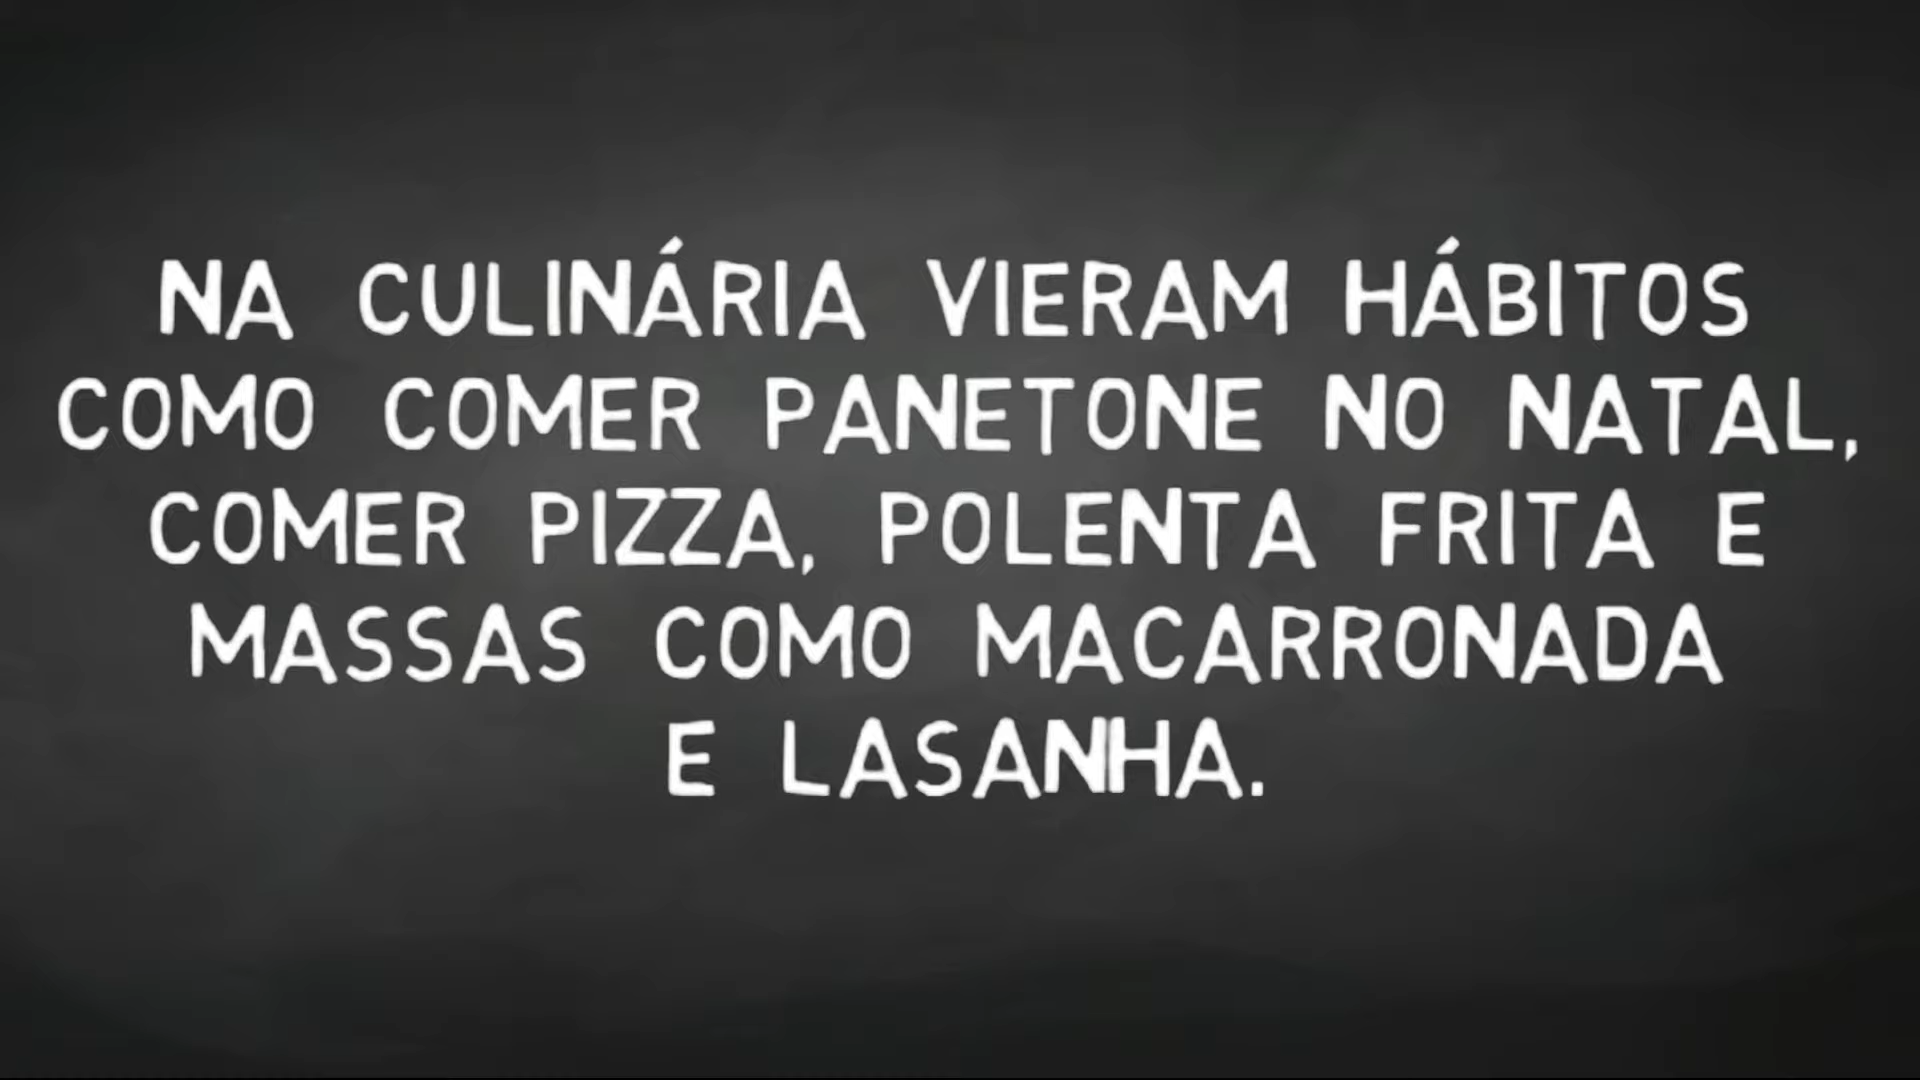 NA CULINÁRIA VIERAM HÁBITOS
COMO COMER PANETONE NO NATAL,
COMER PIZZA, POLENTA FRITA E
MASSAS COMO MACARRONADA
E LASANHA.